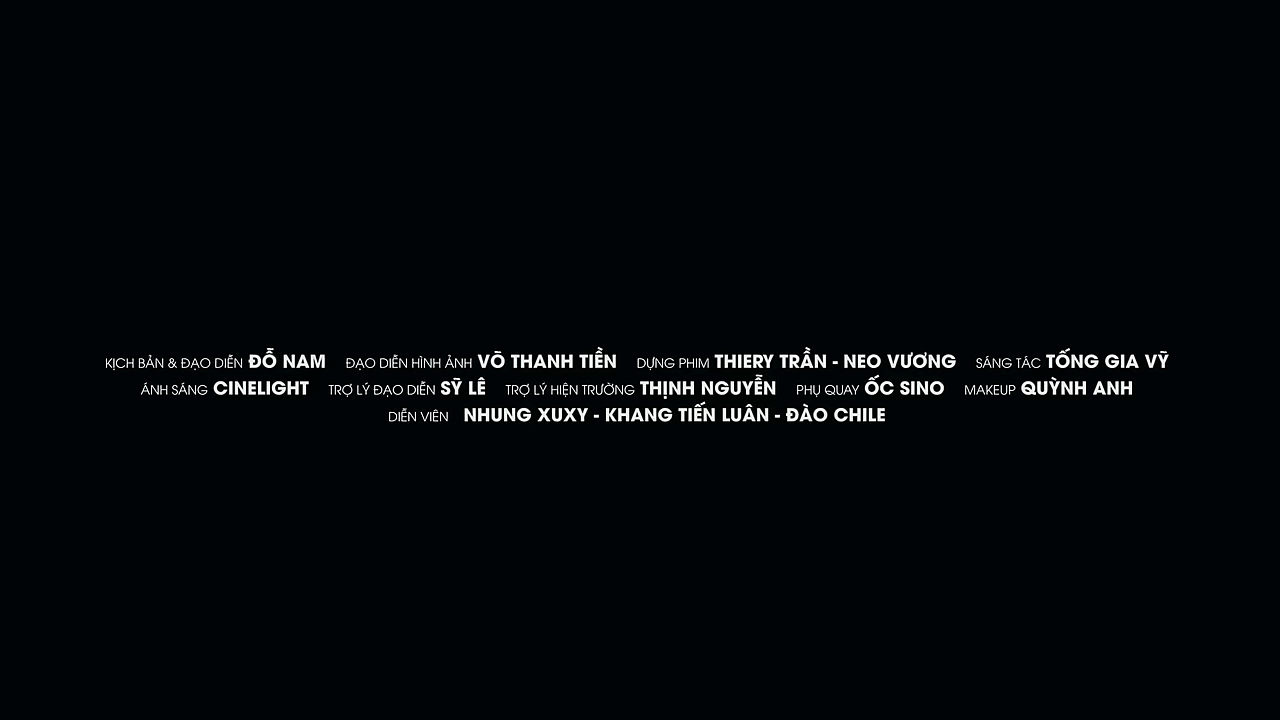 KỊCH BẢN & ĐẠO DIỄN ĐỖ NAM ĐẠO DIỄN HÌNH ẢNH VÕ THANH TIỀN DỰNG PHIM THIERY TRẦN - NEO VƯƠNG SÁNG TÁC TỐNG GIA VỸ
ÁNH SÁNG CINELIGHT TRỢ LÝ ĐẠO DIỄN SỸ LÊ TRỢ LÝ HIỆN TRƯỜNG THỊNH NGUYỄN PHỤ QUAY ỐC SINO MAKEUP QUỲNH ANH
DIỄN VIÊN NHUNG XUXY - KHANG TIẾN LUÂN - ĐÀO CHILE